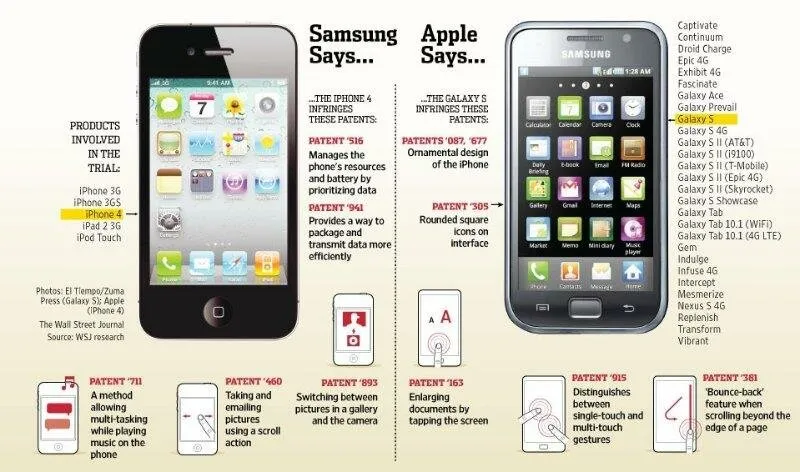 Samsung
Says...
Apple
Says...
...THE IPHONE 4
INFRINGES
THESE PATENTS:
PATENT '516
Manages the
phone's resources
and battery by
prioritizing data
PATENT '941
Provides a way to
package and
transmit data more
efficiently
...THE GALAXY S
INFRINGES THESE
PATENTS:
PATENTS '087, '677
Ornamental design
of the iPhone
PATENT '305
Rounded square
icons on
interface
PRODUCTS
INVOLVED
IN THE
TRIAL:
iPhone 3G
iPhone 3GS
iPhone 4
iPad 2 3G
iPod Touch
Photos: El Tiempo/Zuma
Press (Galaxy S); Apple
(iPhone 4)
The Wall Street Journal
Source: WSJ research
9:41 AM
7
Settings
Phone
Mail
Safari
iPod
SAMSUNG
1:28 AM
Calculator
Calendar
Camera
Clock
Daily
Briefing
E-book
Email
FM Radio
Gallery
Gmail
Internet
Maps
Market
Memo
Mini diary
Music
player
Phone
Contacts
Message
Home
Captivate
Continuum
Droid Charge
Epic 4G
Exhibit 4G
Fascinate
Galaxy Ace
Galaxy Prevail
Galaxy S
Galaxy S 4G
Galaxy S II (AT&T)
Galaxy S II (i9100)
Galaxy S II (T-Mobile)
Galaxy S II (Epic 4G)
Galaxy S II (Skyrocket)
Galaxy S Showcase
Galaxy Tab
Galaxy Tab 10.1 (WiFi)
Galaxy Tab 10.1 (4G LTE)
Gem
Indulge
Infuse 4G
Intercept
Mesmerize
Nexus S 4G
Replenish
Transform
Vibrant
PATENT '711
A method
allowing
multi-tasking
while playing
music on the
phone
PATENT '460
Taking and
emailing
pictures
using a scroll
action
PATENT '893
Switching between
pictures in a gallery
and the camera
A A
PATENT '163
Enlarging
documents by
tapping the screen
PATENT '915
Distinguishes
between
single-touch and
multi-touch
gestures
PATENT '381
'Bounce-back'
feature when
scrolling beyond the
edge of a page